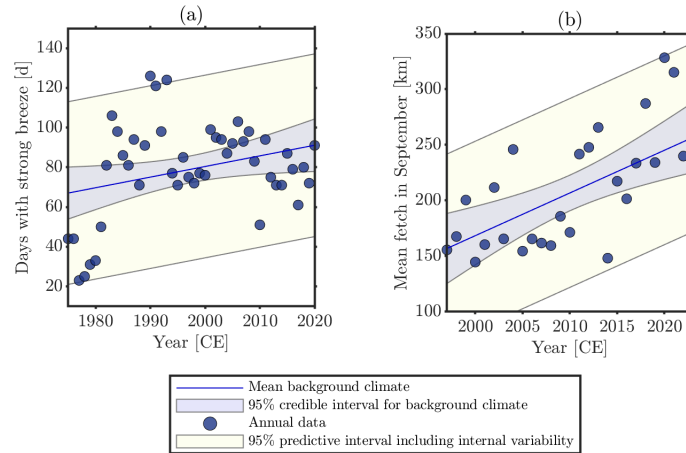 (a)
(b)
Days with strong breeze [d]
140
120
100
80
60
40
20
1980
1990
2000
2010
2020
Year [CE]
Mean fetch in September [km]
350
300
250
200
150
100
2000
2005
2010
2015
2020
Year [CE]
Mean background climate
95% credible interval for background climate
Annual data
95% predictive interval including internal variability